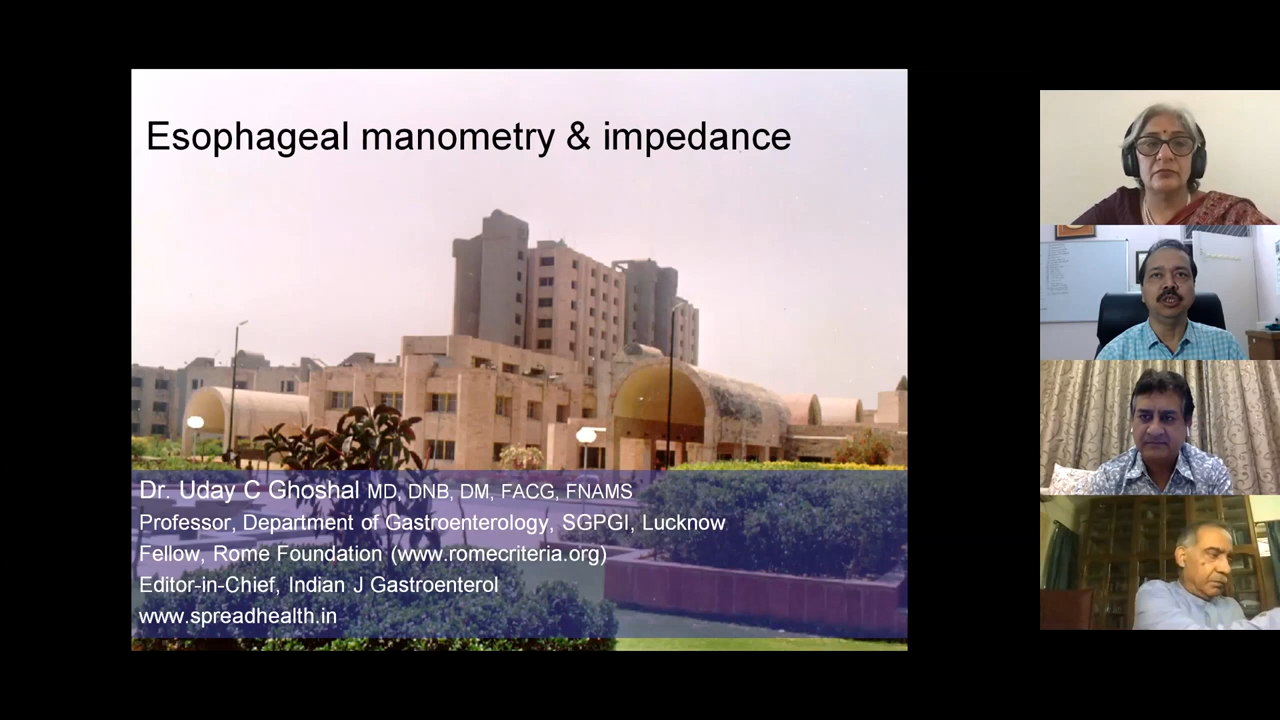 Esophageal manometry & impedance
Dr. Uday C Ghoshal MD, DNB, DM, FACG, FNAMS
Professor, Department of Gastroenterology, SGPGI, Lucknow
Fellow, Rome Foundation (www.romecriteria.org)
Editor-in-Chief, Indian J Gastroenterol
www.spreadhealth.in